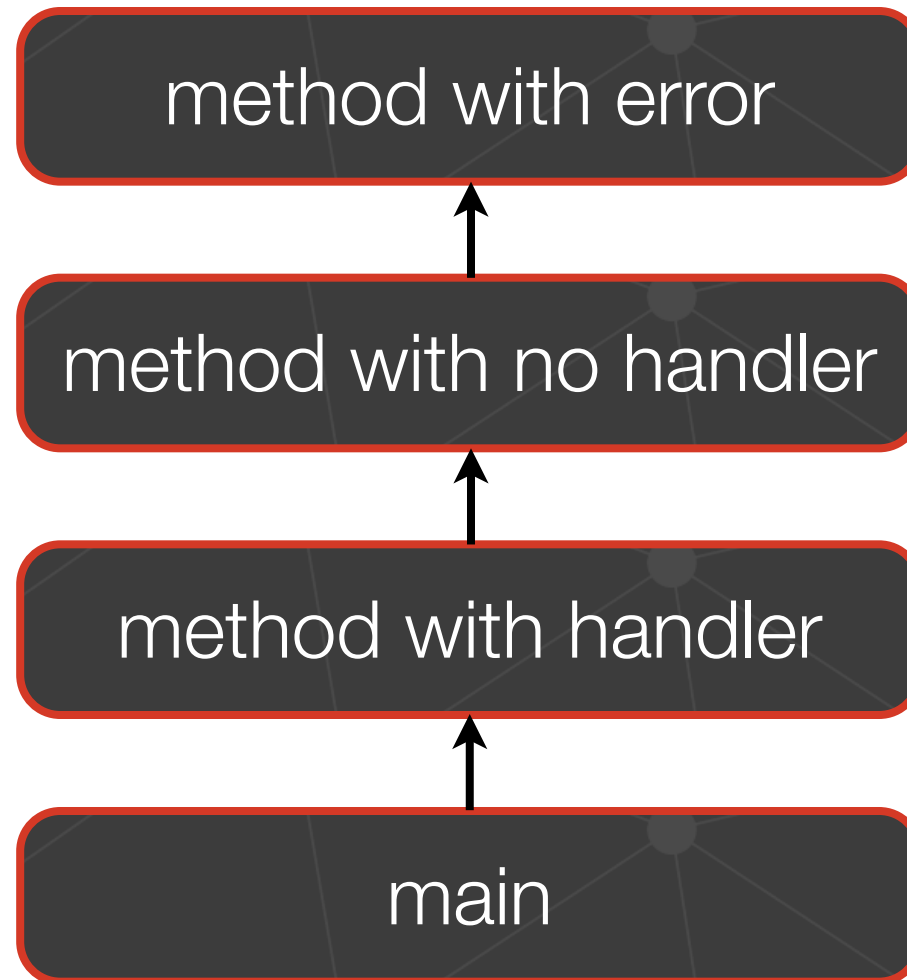 method with error
method with no handler
method with handler
main